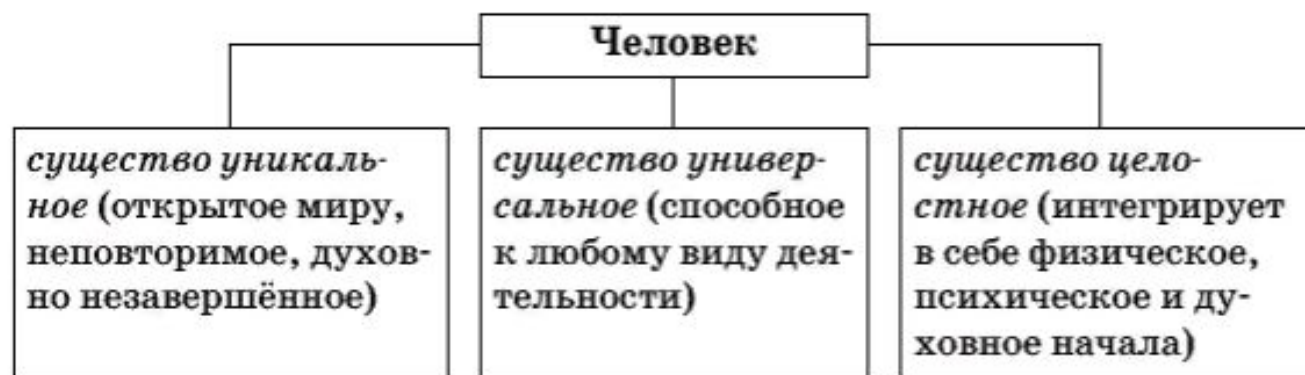 Человек
существо уникаль-
ное (открытое миру,
неповторимое, духов-
но незавершённое)
существо универ-
сальное (способное
к любому виду дея-
тельности)
существо цело-
стное (интегрирует
в себе физическое,
психическое и ду-
ховное начала)